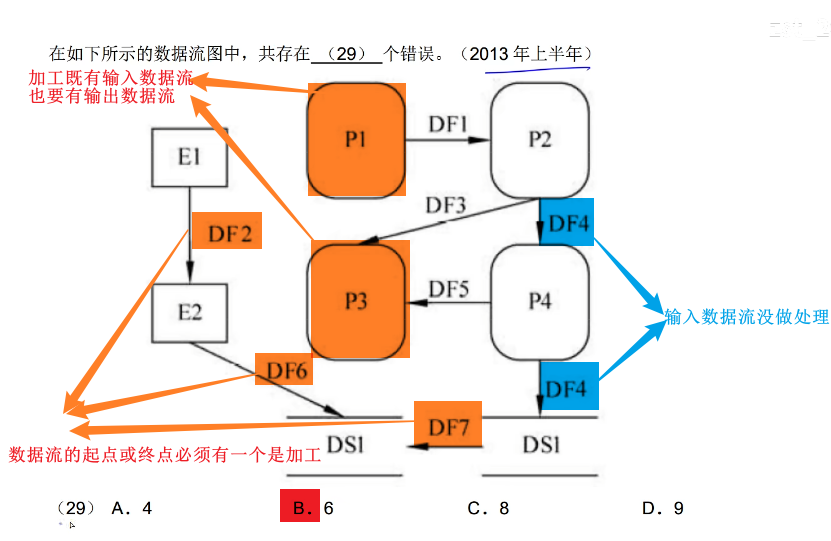 在如下所示的数据流图中，共存在 （29） 个错误。（2013年上半年）
加工既有输入数据流
也要有输出数据流
P1
DF1
P2
E1
DF3
DF4
DF2
P3
DF5
P4
E2
输入数据流没做处理
DF6
DF4
DF7
DS1
DS1
数据流的起点或终点必须有一个是加工
（29） A．4 B．6 C．8 D．9